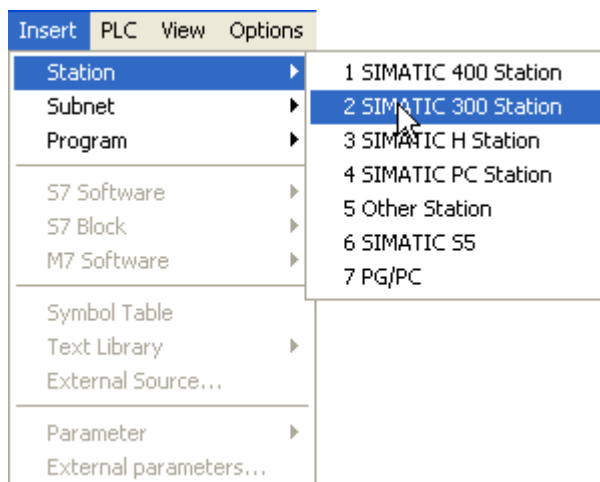 Insert PLC View Options
Station
Subnet
Program
S7 Software
S7 Block
M7 Software
Symbol Table
Text Library
External Source...
Parameter
External parameters...
1 SIMATIC 400 Station
2 SIMATIC 300 Station
3 SIMATIC H Station
4 SIMATIC PC Station
5 Other Station
6 SIMATIC S5
7 PG/PC